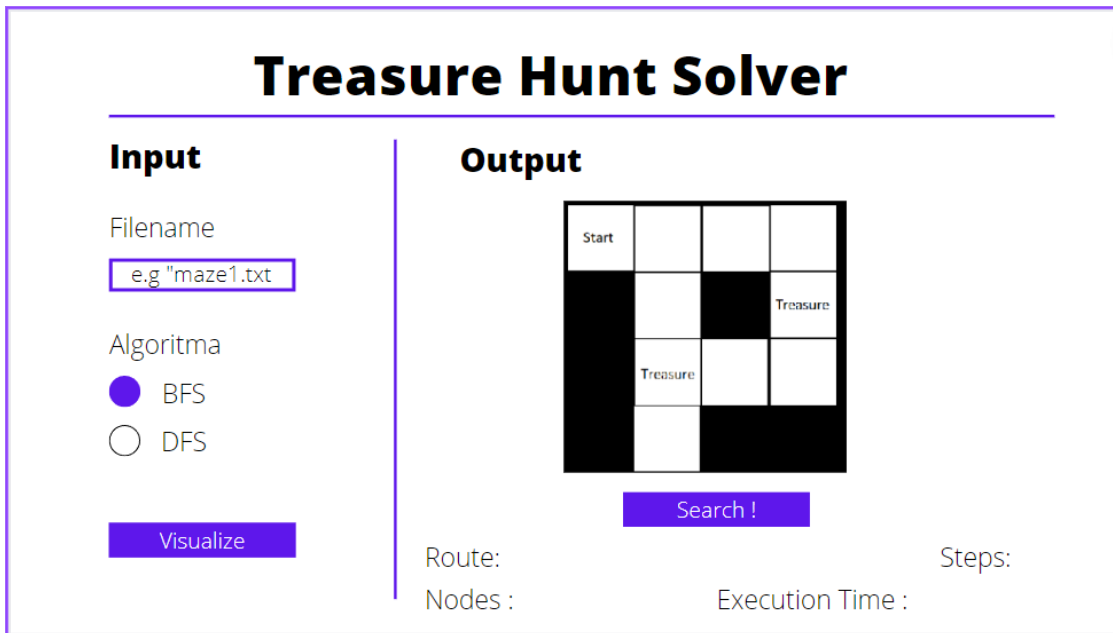 Treasure Hunt Solver
Input
Filename
e.g "maze1.txt
Algoritma
BFS
DFS
Visualize
Output
Start
Treasure
Treasure
Search !
Route:
Steps:
Nodes :
Execution Time :